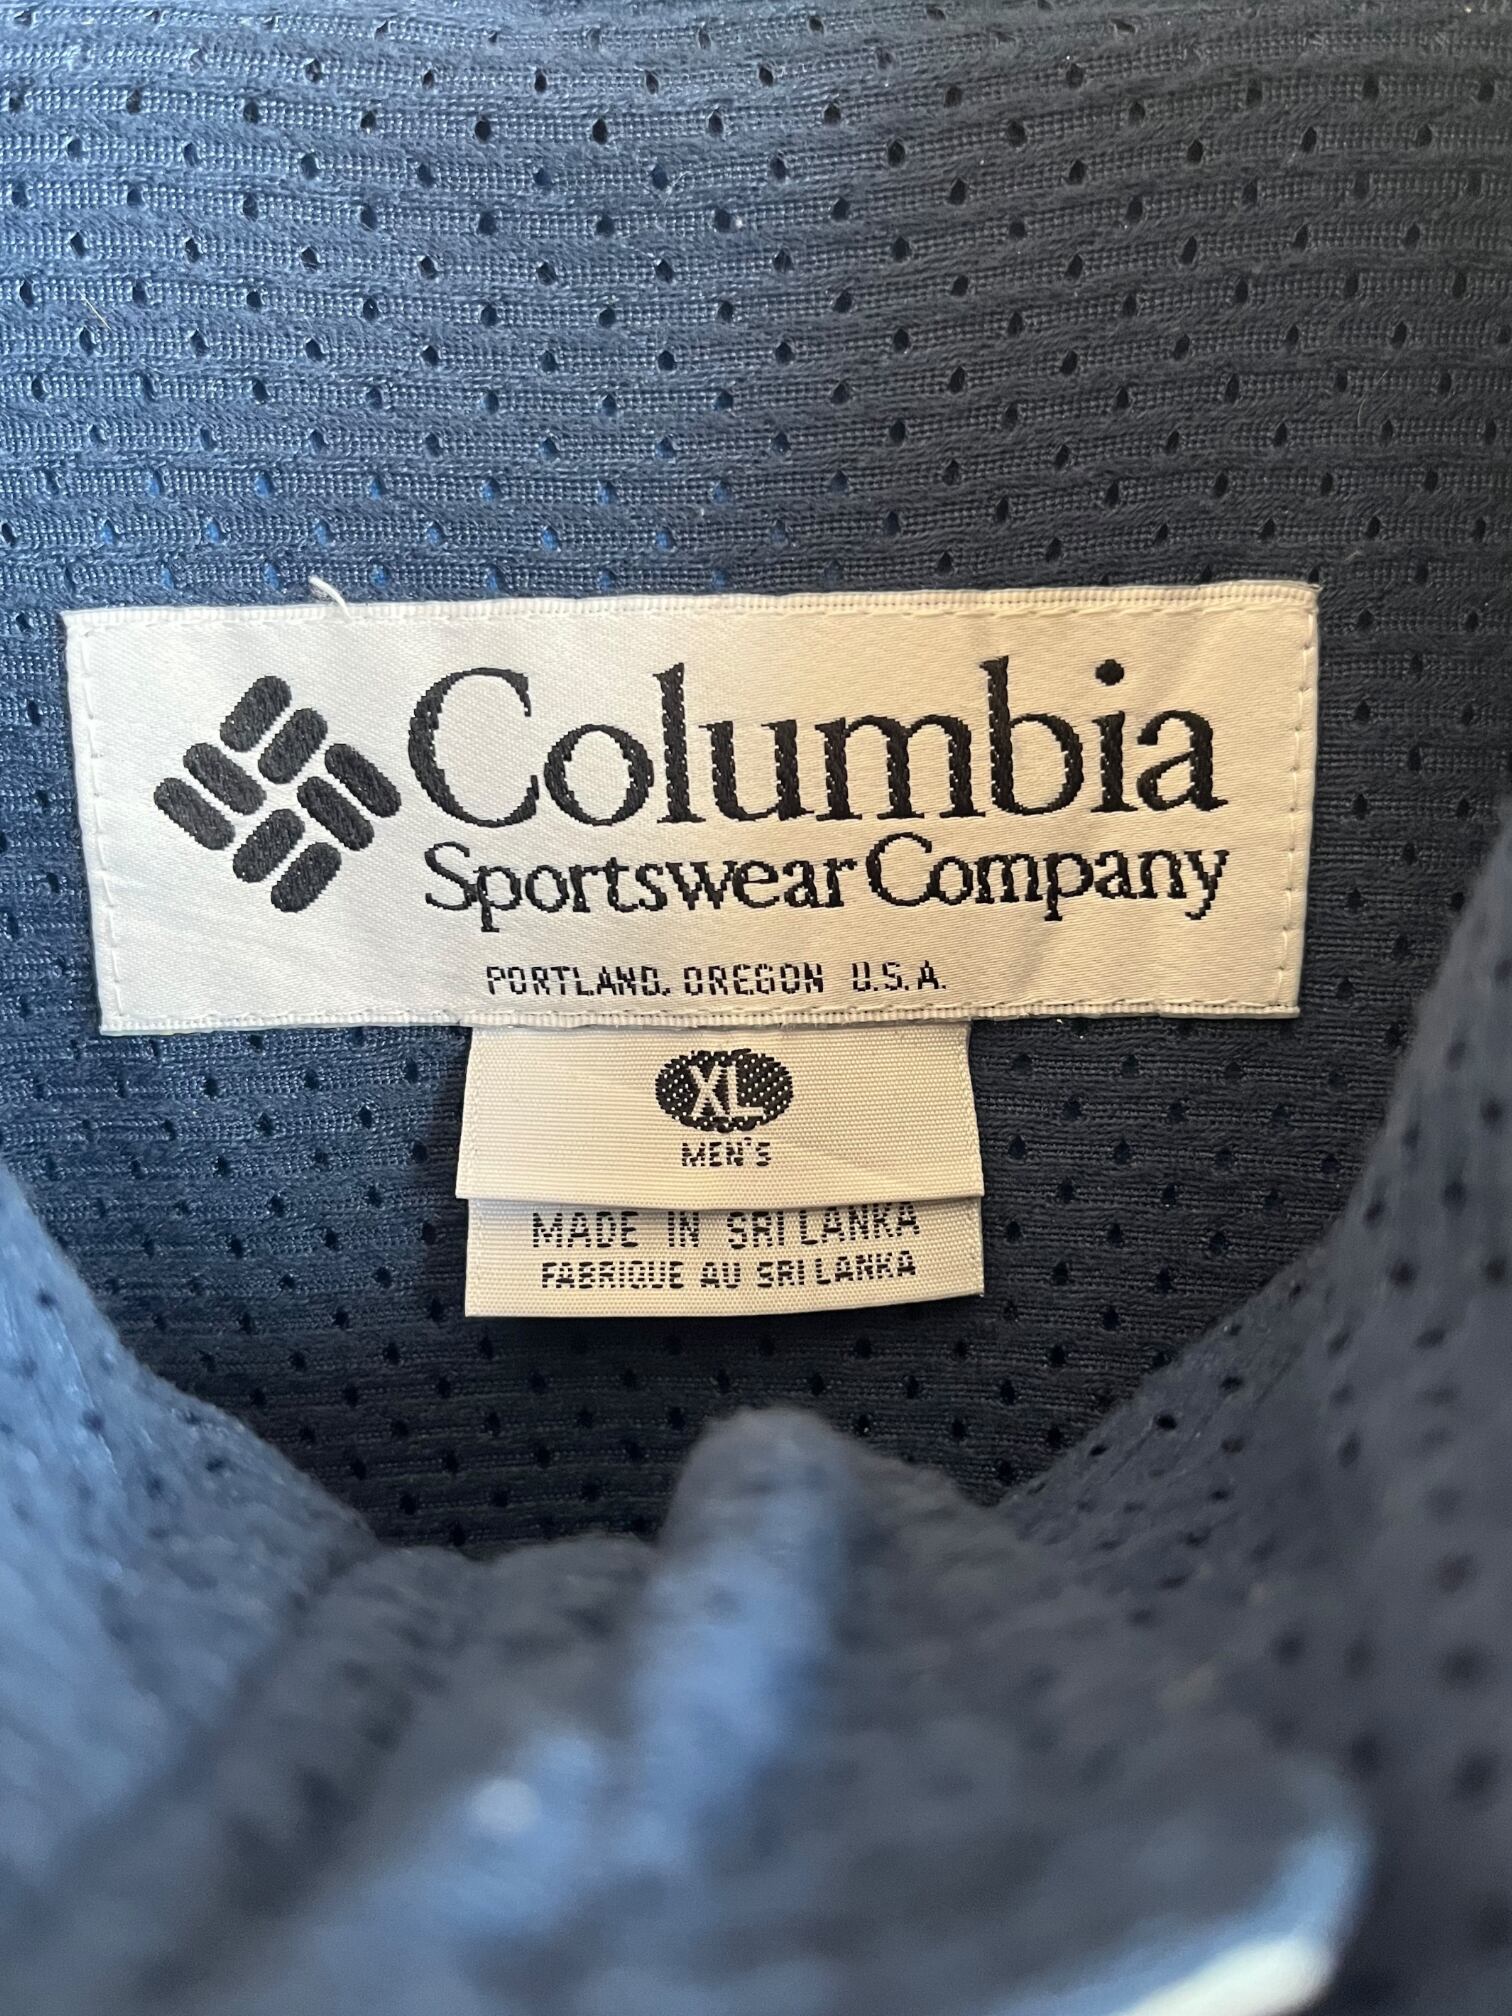 Columbia
Sportswear Company
PORTLAND, OREGON U.S.A.
XL
MEN'S
MADE IN SRI LANKA
FABRIQUE AU SRI LANKA